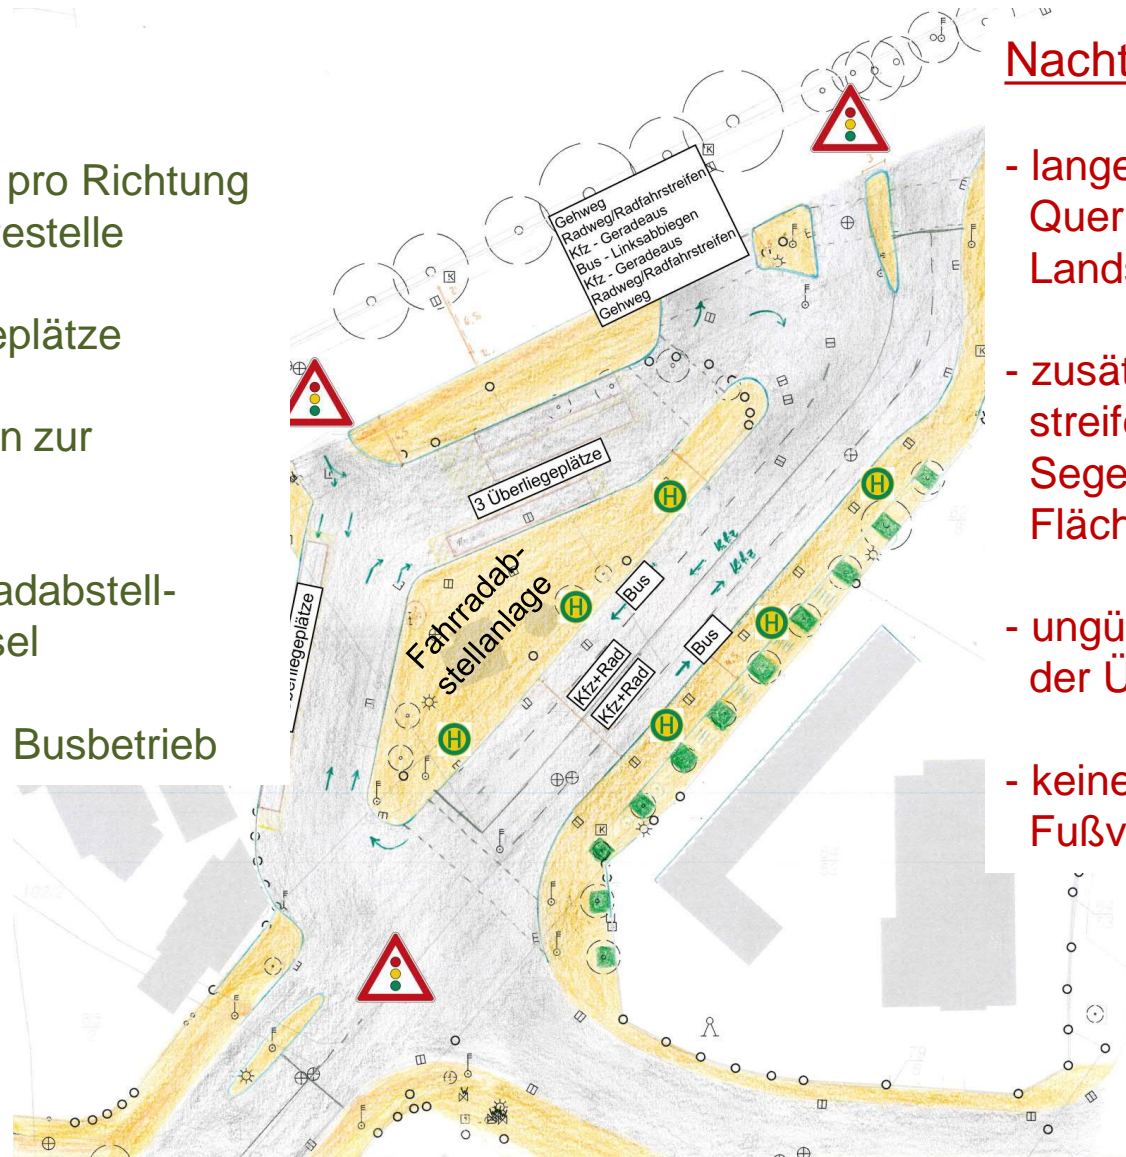 pro Richtung
estelle
eplätze
n zur
adabstell-
sel
Busbetrieb
Gehweg
Radweg/Radfahrstreifen
Kfz - Geradeaus
Bus - Linksabbiegen
Kfz - Geradeaus
Radweg/Radfahrstreifen
Gehweg
3 Überliegeplätze
erliegeplätze
Fahrradab-
stellanlage
H
H
H
H
H
H
Bus
Bus
Kfz
Kfz
Kfz+Rad
Kfz+Rad
Nacht
- lange
Quer
Lands
- zusät
streife
Sege
Fläch
- ungü
der Ü
- keine
Fußv